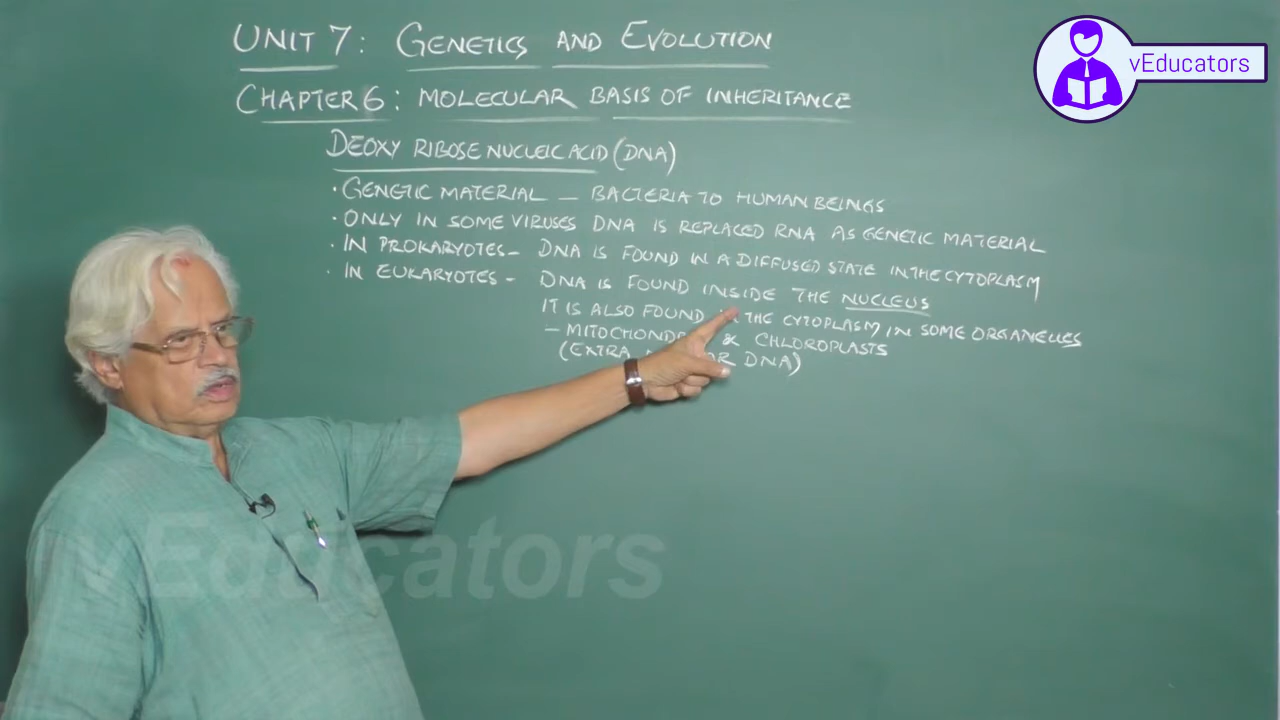 UNIT 7: GENETICS AND EVOLUTION
vEducators
CHAPTER 6: MOLECULAR BASIS OF INHERITANCE
DEOXY RIBOSE NUCLEIC ACID (DNA)
· GENETIC MATERIAL — BACTERIA TO HUMAN BEINGS
· ONLY IN SOME VIRUSES DNA IS REPLACED RNA AS GENETIC MATERIAL
· IN PROKARYOTES - DNA IS FOUND IN A DIFFUSED STATE IN THE CYTOPLASM
· IN EUKARYOTES - DNA IS FOUND INSIDE THE NUCLEUS
IT IS ALSO FOUND THE CYTOPLASM IN SOME ORGANELLES
— & CHLOROPLASTS
(EXTRA DNA)
vEducators